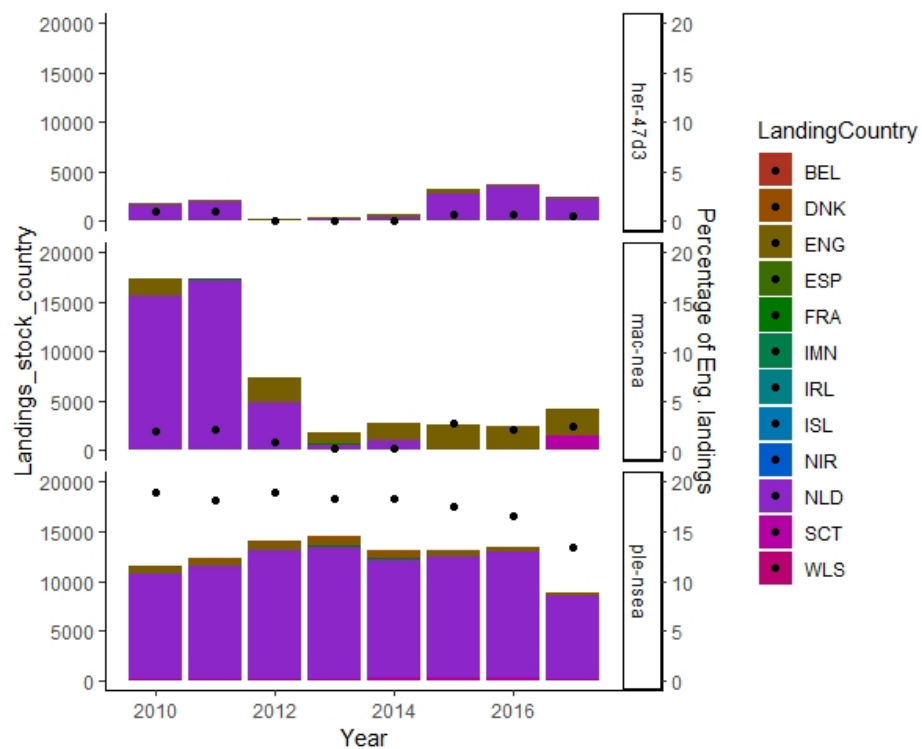 Landings_stock_country
20000
15000
10000
5000
0
20
15
10
5
0
her-47d3
20000
15000
10000
5000
0
20
15
10
5
0
mac-nea
20000
15000
10000
5000
0
20
15
10
5
0
ple-nsea
Percentage of Eng. landings
2010
2012
2014
2016
Year
LandingCountry
BEL
DNK
ENG
ESP
FRA
IMN
IRL
ISL
NIR
NLD
SCT
WLS